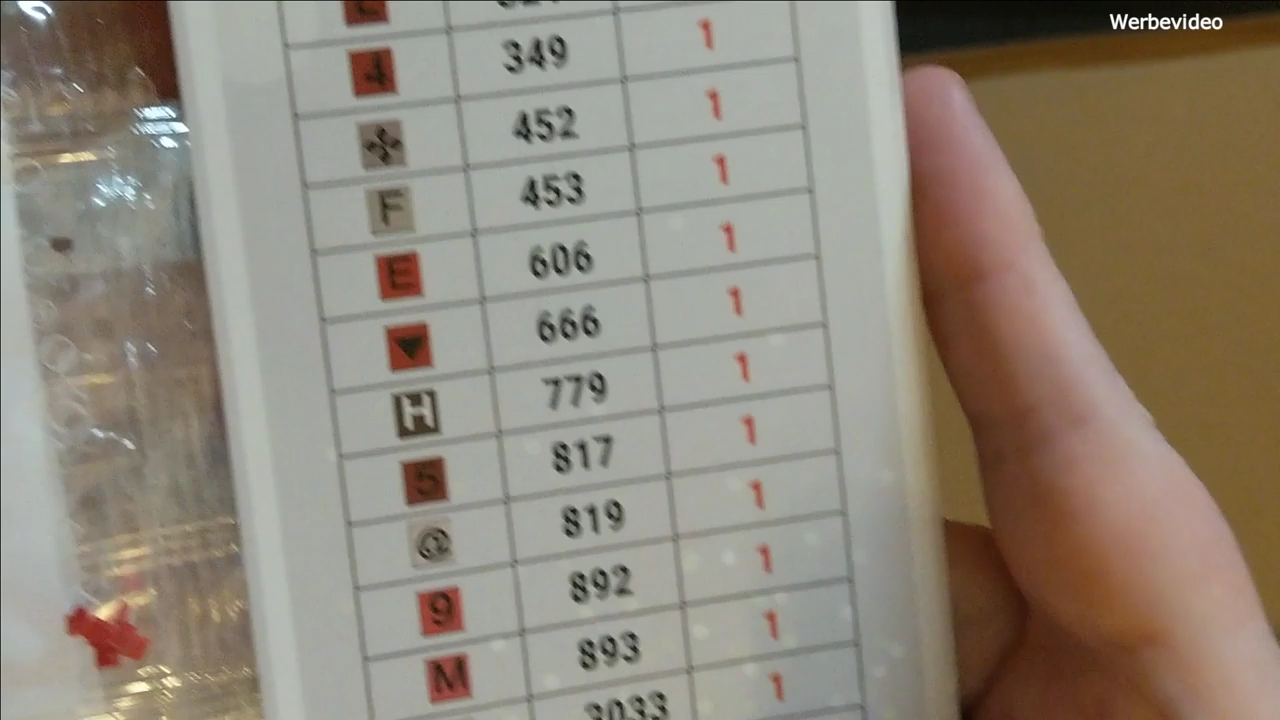 Werbevideo
1
4 349 1
452 1
F 453 1
E 606 1
▼ 666 1
H 779 1
5 817 1
@ 819 1
9 892 1
M 893 1
3033